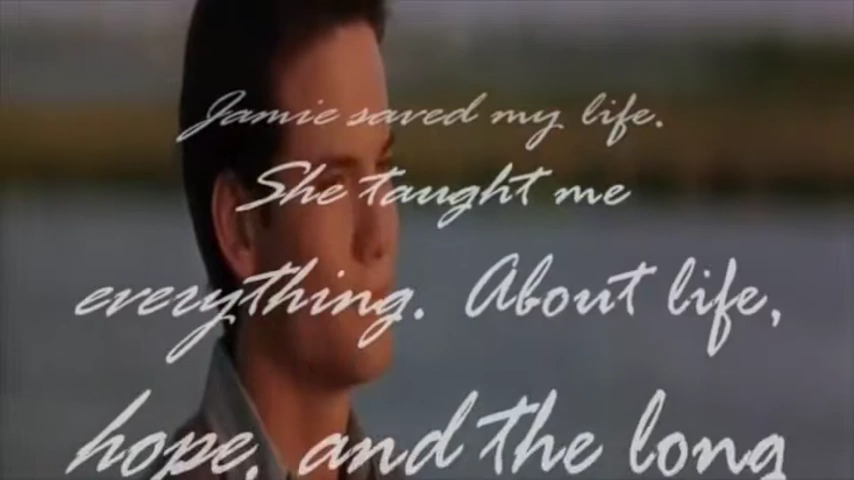 Jamie saved my life.
She taught me
everything. About life,
hope, and the long